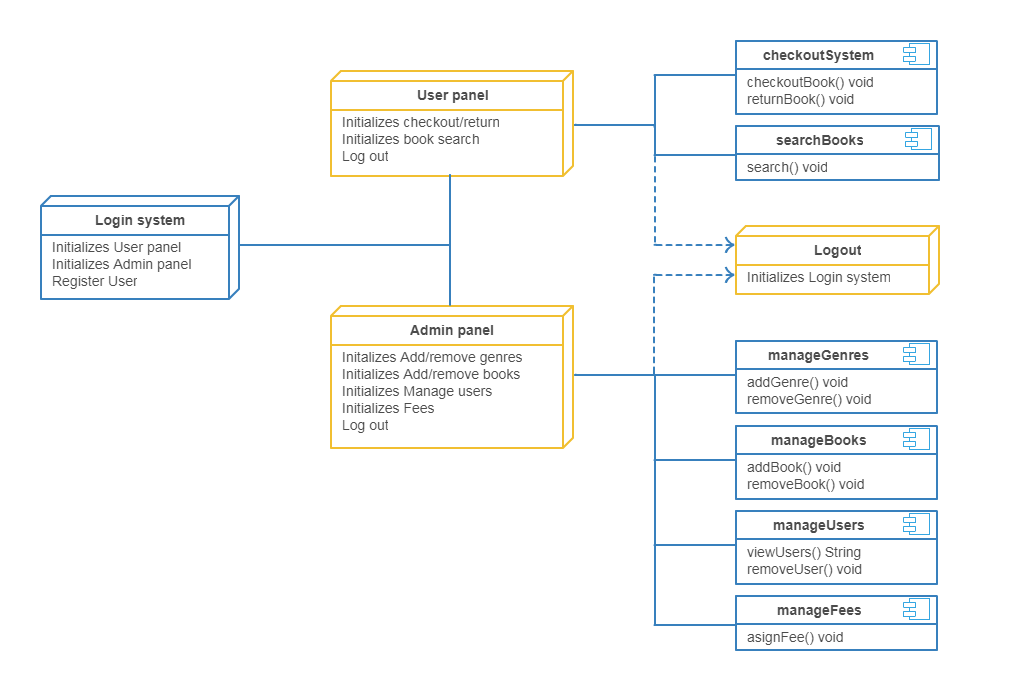 Login system
Initializes User panel
Initializes Admin panel
Register User
User panel
Initializes checkout/return
Initializes book search
Log out
Admin panel
Initalizes Add/remove genres
Initializes Add/remove books
Initializes Manage users
Initializes Fees
Log out
checkoutSystem
checkoutBook() void
returnBook() void
searchBooks
search() void
Logout
Initializes Login system
manageGenres
addGenre() void
removeGenre() void
manageBooks
addBook() void
removeBook() void
manageUsers
viewUsers() String
removeUser() void
manageFees
asignFee() void